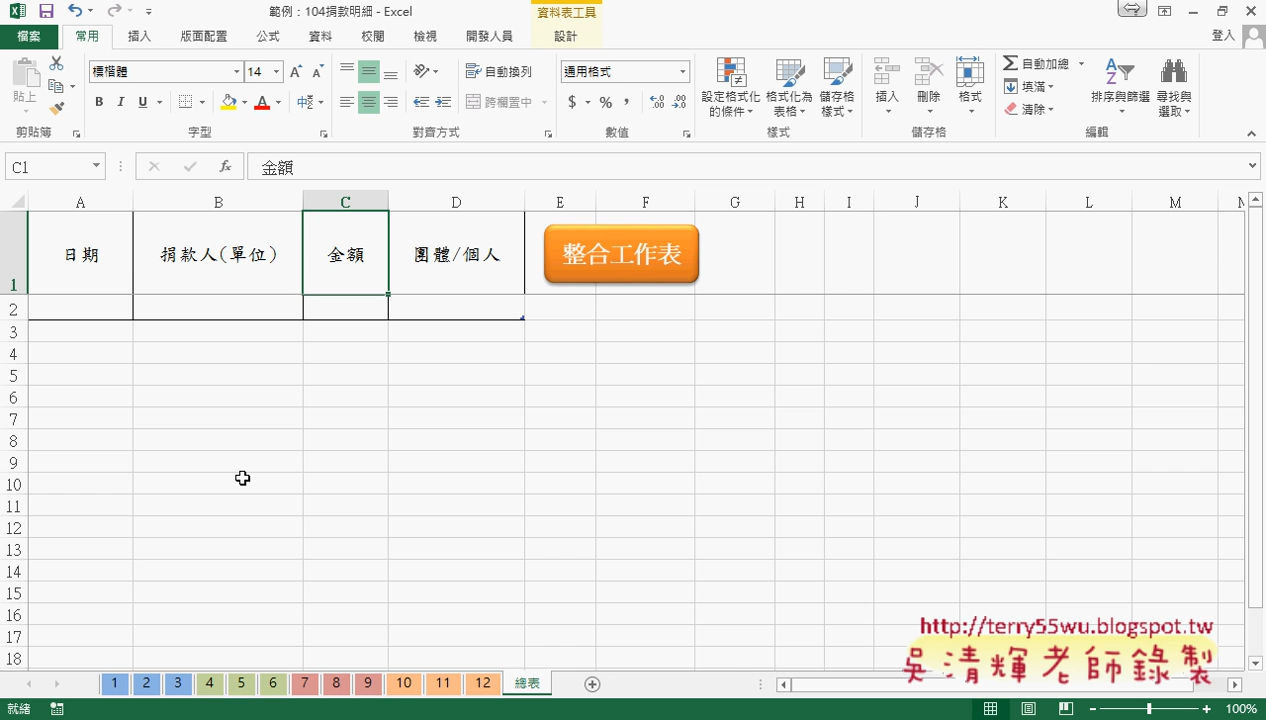 範例：104捐款明細 - Excel
資料表工具
檔案
常用
插入
版面配置
公式
資料
校閱
檢視
開發人員
設計
登入
貼上
楷體
14
自動換列
跨欄置中
通用格式
設定格式化的條件
格式化為表格
儲存格樣式
插入
刪除
格式
自動加總
填滿
清除
排序與篩選
尋找與選取
剪貼簿
字型
對齊方式
數值
樣式
儲存格
編輯
C1
金額
A B C D E F G H I J K L M
1 日期 捐款人(單位) 金額 團體/個人 整合工作表
2
3
4
5
6
7
8
9
10
11
12
13
14
15
16
17
18
http://terry55wu.blogspot.tw
吳清輝老師錄製
1 2 3 4 5 6 7 8 9 10 11 12 總表
就緒
100%